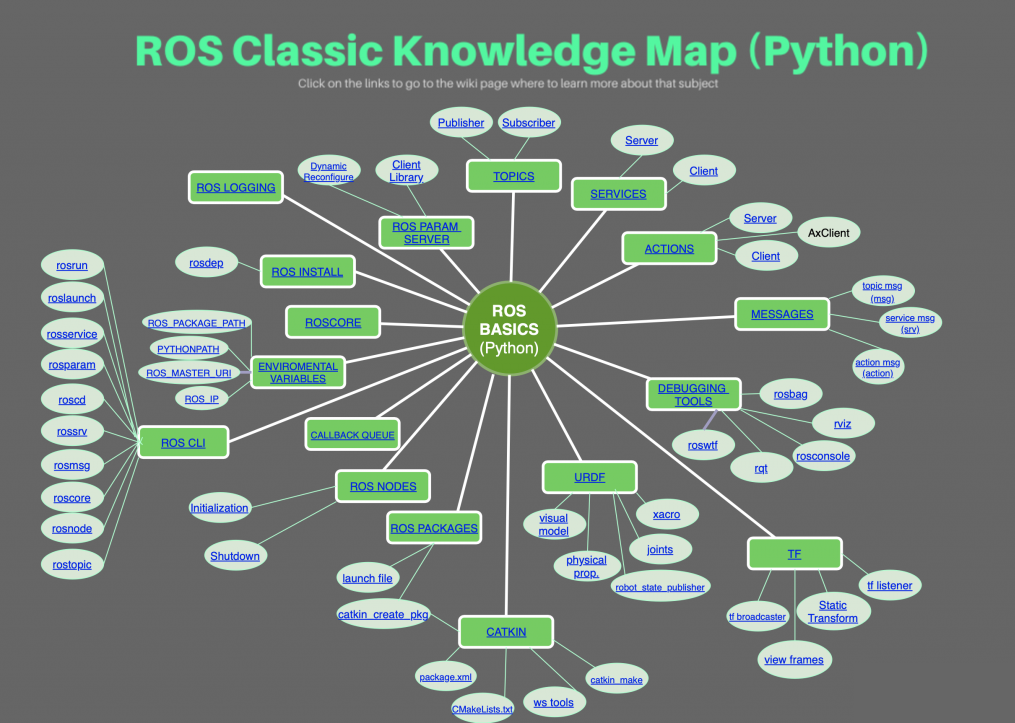 ROS Classic Knowledge Map (Python)
Click on the links to go to the wiki page where to learn more about that subject
Publisher
Subscriber
TOPICS
Server
Client
SERVICES
Dynamic
Reconfigure
Client
Library
ROS PARAM
SERVER
ROS LOGGING
Server
AxClient
Client
ACTIONS
rosdep
ROS INSTALL
ROSCORE
ROS
BASICS
(Python)
MESSAGES
topic msg
(msg)
service msg
(srv)
action msg
(action)
ROS_PACKAGE_PATH
PYTHONPATH
ROS_MASTER_URI
ROS_IP
ENVIROMENTAL
VARIABLES
DEBUGGING
TOOLS
rosbag
rviz
rosconsole
rqt
roswtf
rosrun
roslaunch
rosservice
rosparam
roscd
rossrv
rosmsg
roscore
rosnode
rostopic
ROS CLI
CALLBACK QUEUE
ROS NODES
Initialization
Shutdown
ROS PACKAGES
launch file
catkin_create_pkg
URDF
visual
model
physical
prop.
robot_state_publisher
joints
xacro
TF
tf listener
tf broadcaster
Static
Transform
view frames
CATKIN
package.xml
CMakeLists.txt
ws tools
catkin_make